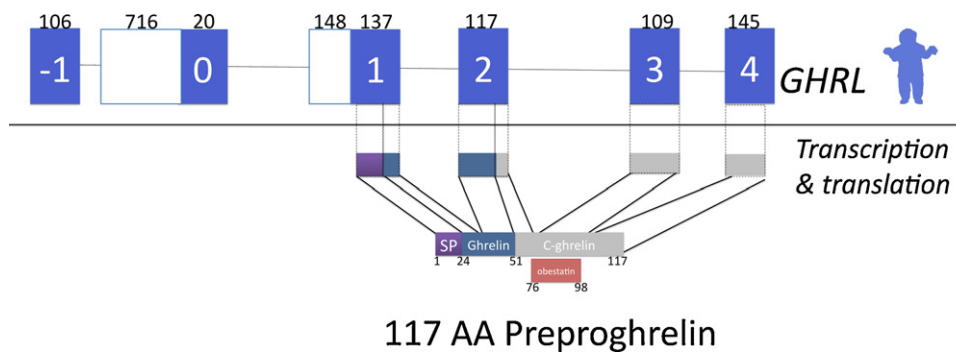 106 716 20 148 137 117 109 145
-1 0 1 2 3 4 GHRL
Transcription
& translation
SP Ghrelin C-ghrelin
1 24 51 117
obestatin
76 98
117 AA Preproghrelin